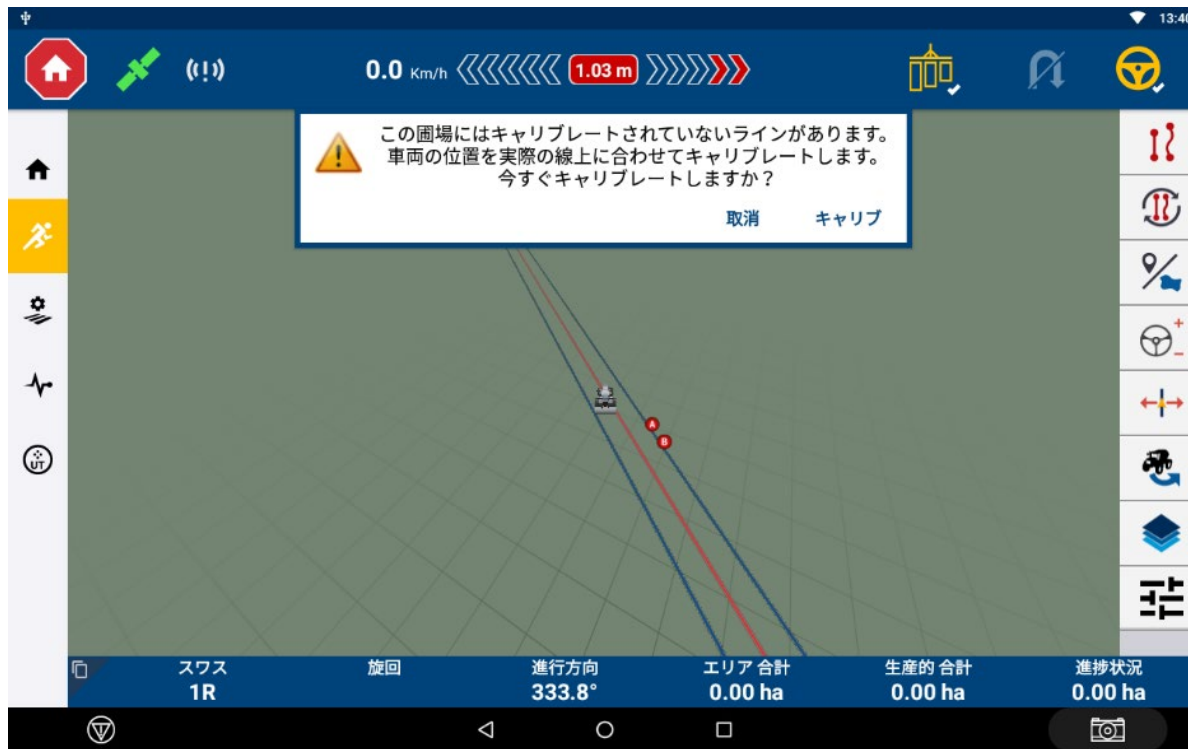 13:40
0.0 Km/h 1.03 m
この圃場にはキャリブレートされていないラインがあります。
車両の位置を実際の線上に合わせてキャリブレートします。
今すぐキャリブレートしますか？
取消 キャリブ
A
B
UT
スワス 旋回 進行方向 エリア 合計 生産的 合計 進捗状況
1R 333.8° 0.00 ha 0.00 ha 0.00 ha